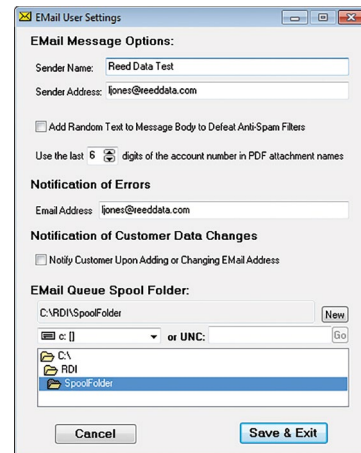 EMail User Settings
EMail Message Options:
Sender Name: Reed Data Test
Sender Address: ljones@reeddata.com
Add Random Text to Message Body to Defeat Anti-Spam Filters
Use the last 6 digits of the account number in PDF attachment names
Notification of Errors
Email Address ljones@reeddata.com
Notification of Customer Data Changes
Notify Customer Upon Adding or Changing EMail Address
EMail Queue Spool Folder:
C:\RDI\SpoolFolder New
c: [] or UNC: Go
C:\
RDI
SpoolFolder
Cancel Save & Exit